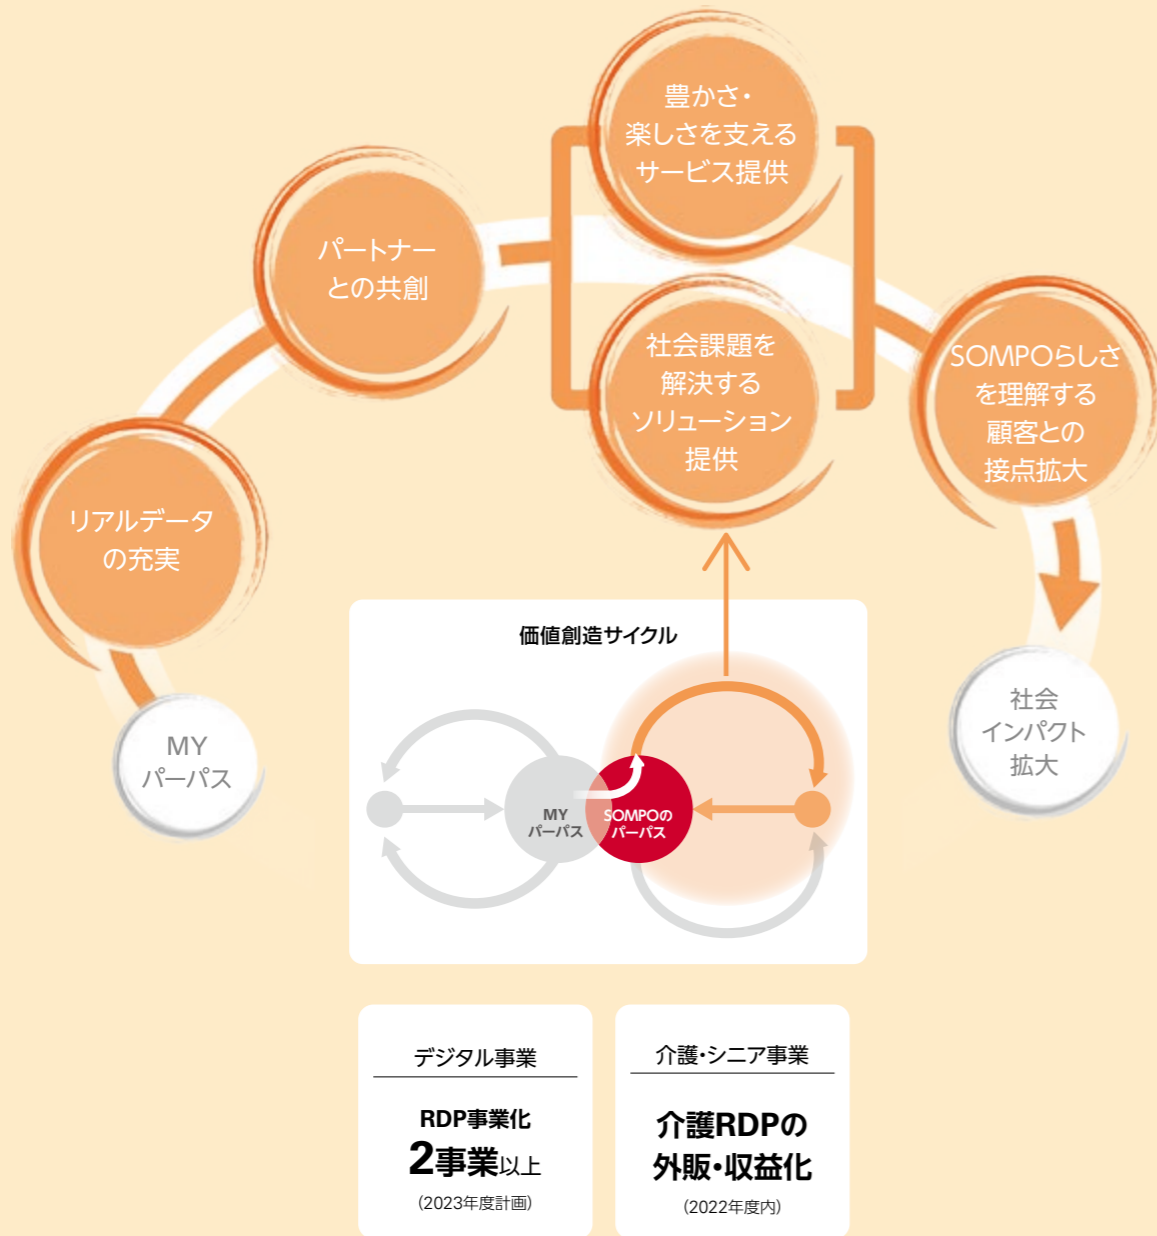 豊かさ・
楽しさを支える
サービス提供
パートナー
との共創
社会課題を
解決する
ソリューション
提供
SOMPOらしさ
を理解する
顧客との
接点拡大
リアルデータ
の充実
MY
パーパス
社会
インパクト
拡大
価値創造サイクル
MY
パーパス
SOMPOの
パーパス
デジタル事業
RDP事業化
2事業以上
(2023年度計画)
介護・シニア事業
介護RDPの
外販・収益化
(2022年度内)